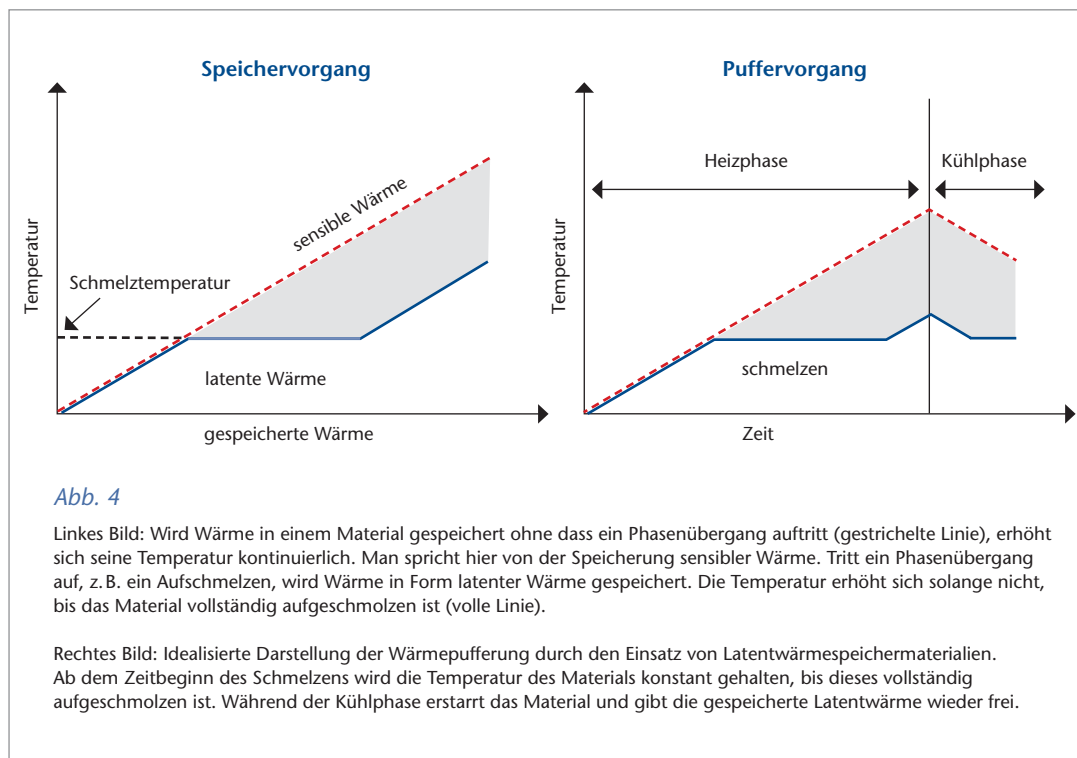 Speichervorgang
Temperatur
sensible Wärme
Schmelztemperatur
latente Wärme
gespeicherte Wärme
Puffervorgang
Heizphase
Kühlphase
Temperatur
schmelzen
Zeit
Abb. 4
Linkes Bild: Wird Wärme in einem Material gespeichert ohne dass ein Phasenübergang auftritt (gestrichelte Linie), erhöht
sich seine Temperatur kontinuierlich. Man spricht hier von der Speicherung sensibler Wärme. Tritt ein Phasenübergang
auf, z.B. ein Aufschmelzen, wird Wärme in Form latenter Wärme gespeichert. Die Temperatur erhöht sich solange nicht,
bis das Material vollständig aufgeschmolzen ist (volle Linie).
Rechtes Bild: Idealisierte Darstellung der Wärmepufferung durch den Einsatz von Latentwärmespeichermaterialien.
Ab dem Zeitbeginn des Schmelzens wird die Temperatur des Materials konstant gehalten, bis dieses vollständig
aufgeschmolzen ist. Während der Kühlphase erstarrt das Material und gibt die gespeicherte Latentwärme wieder frei.